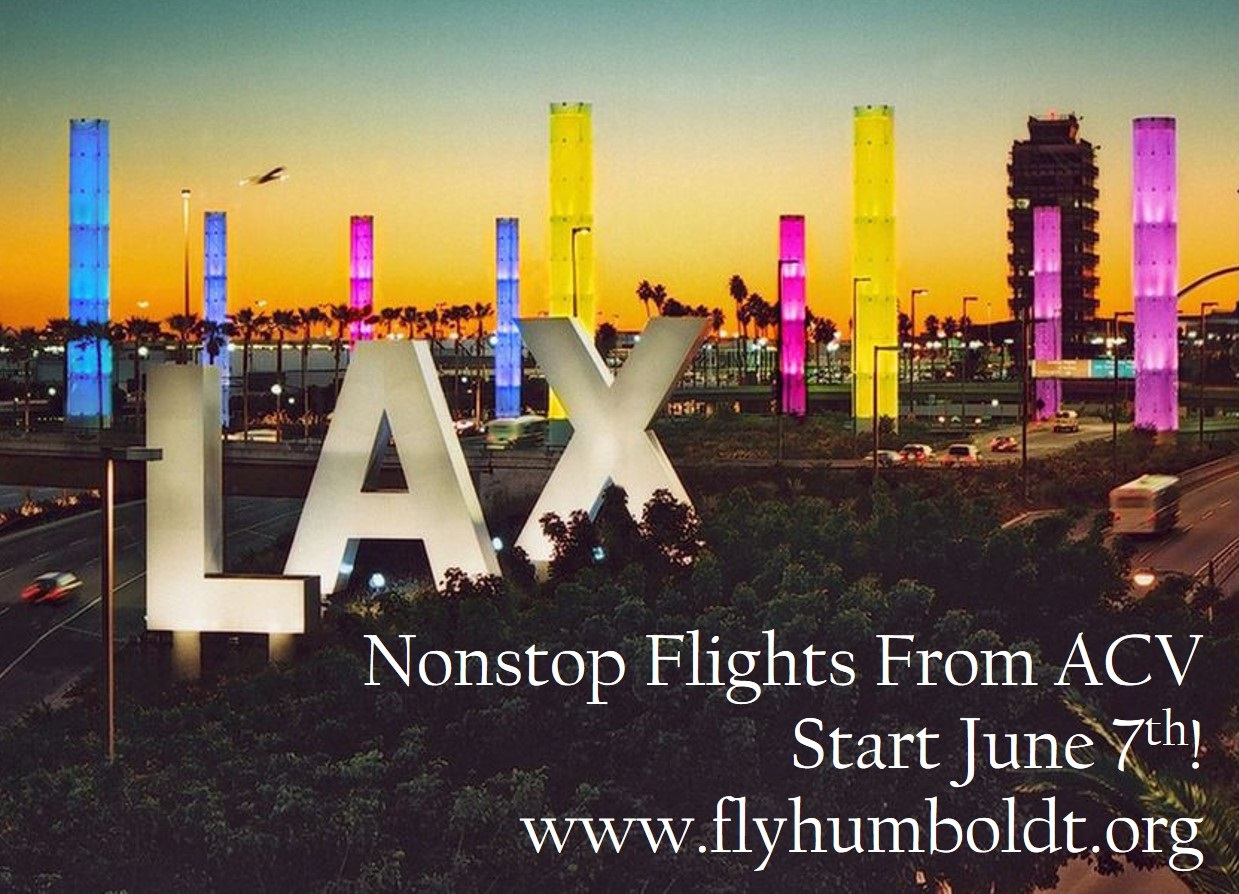 LAX
Nonstop Flights From ACV
Start June 7th!
www.flyhumboldt.org